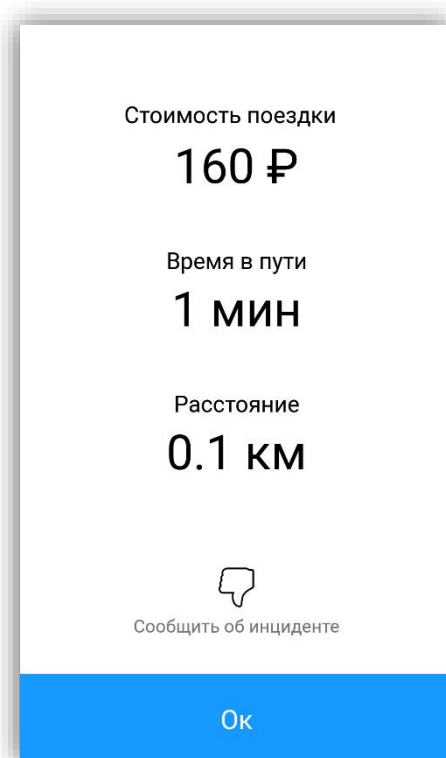 Стоимость поездки
160 ₽
Время в пути
1 мин
Расстояние
0.1 км
Сообщить об инциденте
Ок